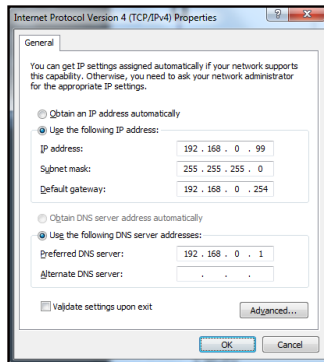 Internet Protocol Version 4 (TCP/IPv4) Properties
General
You can get IP settings assigned automatically if your network supports
this capability. Otherwise, you need to ask your network administrator
for the appropriate IP settings.
Obtain an IP address automatically
Use the following IP address:
IP address: 192 . 168 . 0 . 99
Subnet mask: 255 . 255 . 255 . 0
Default gateway: 192 . 168 . 0 . 254
Obtain DNS server address automatically
Use the following DNS server addresses:
Preferred DNS server: 192 . 168 . 0 . 1
Alternate DNS server: . . .
Validate settings upon exit
Advanced...
OK Cancel